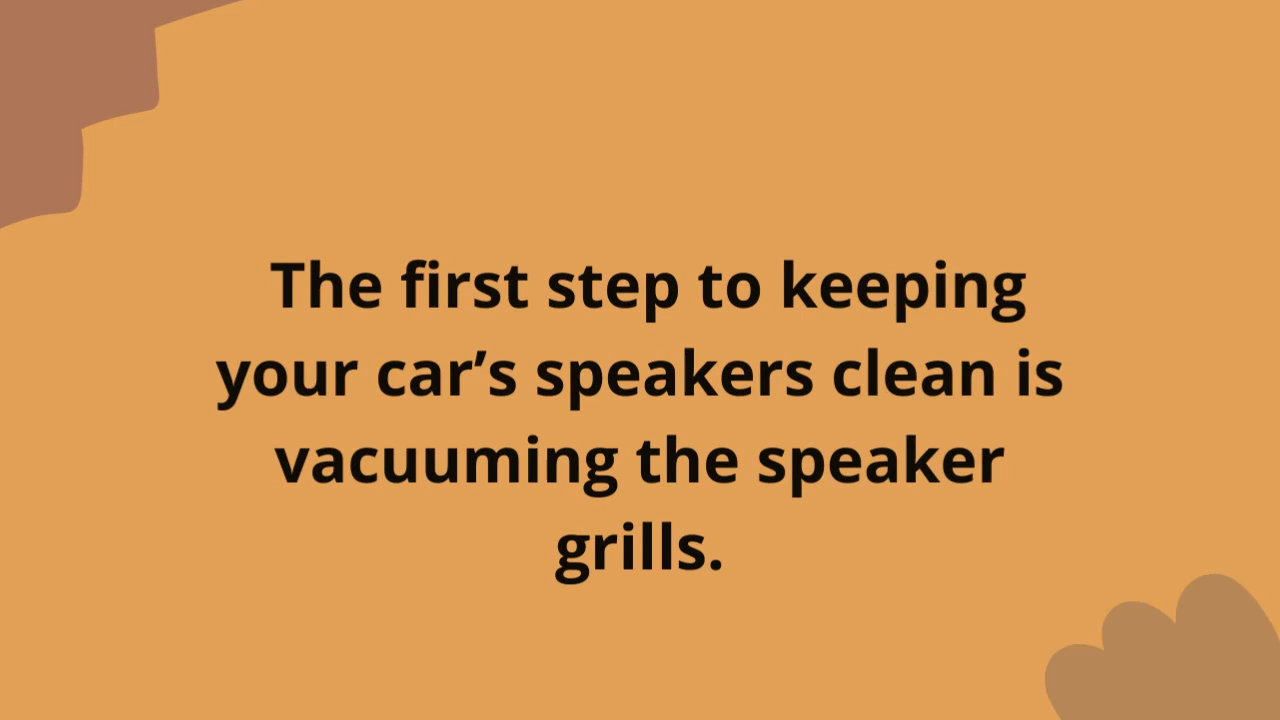 The first step to keeping
your car’s speakers clean is
vacuuming the speaker
grills.